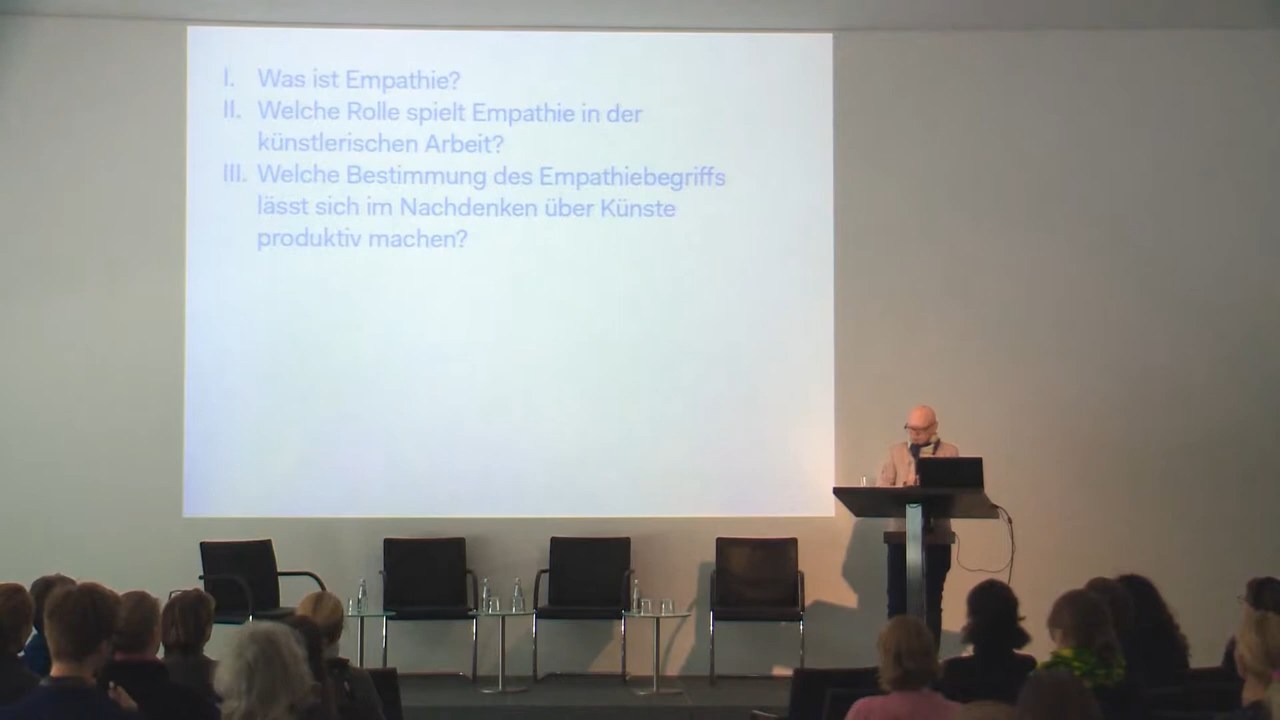 I. Was ist Empathie?
II. Welche Rolle spielt Empathie in der
künstlerischen Arbeit?
III. Welche Bestimmung des Empathiebegriffs
lässt sich im Nachdenken über Künste
produktiv machen?